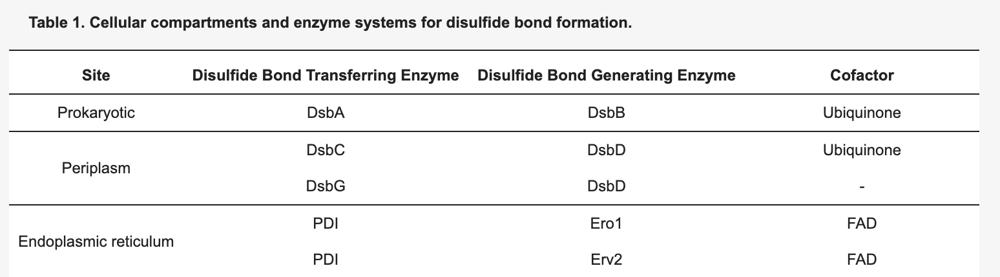 Table 1. Cellular compartments and enzyme systems for disulfide bond formation.
Site Disulfide Bond Transferring Enzyme Disulfide Bond Generating Enzyme Cofactor
Prokaryotic DsbA DsbB Ubiquinone
Periplasm DsbC DsbD Ubiquinone
DsbG DsbD -
Endoplasmic reticulum PDI Ero1 FAD
PDI Erv2 FAD